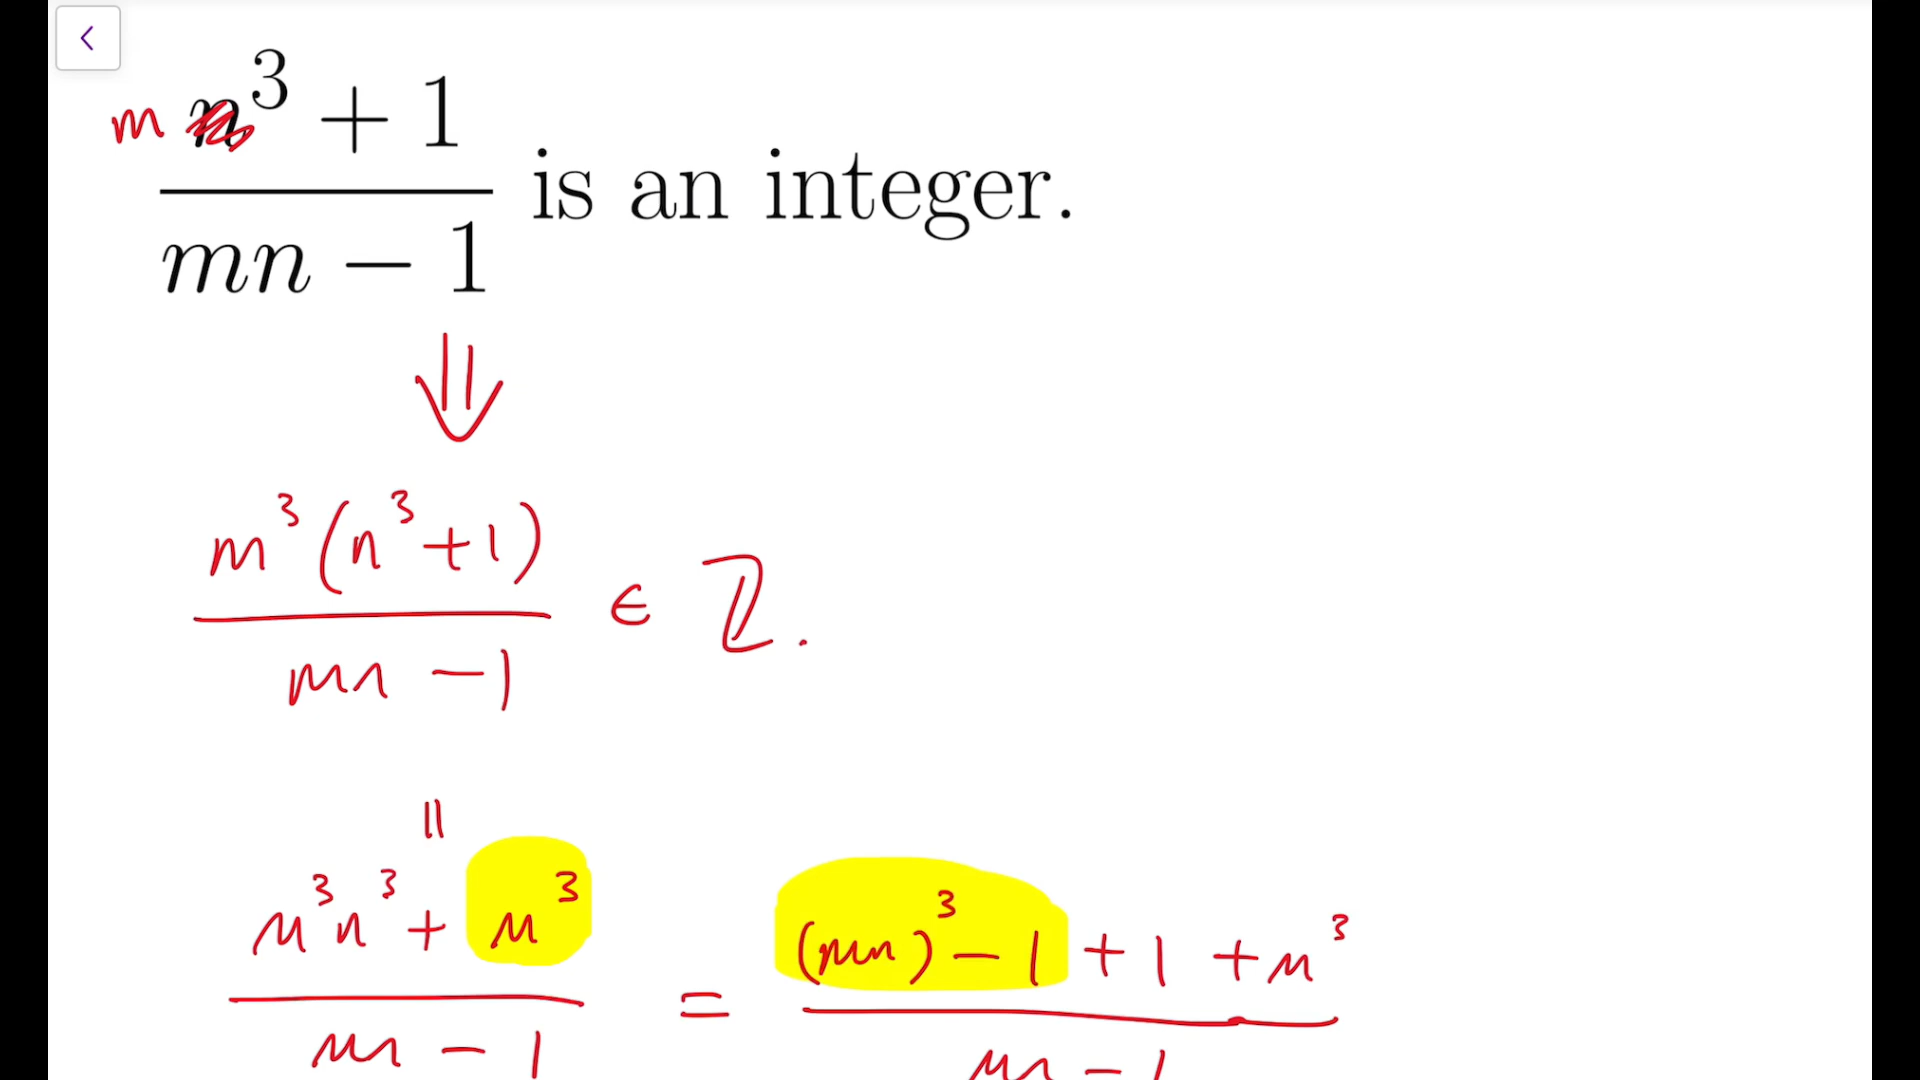 m n³ + 1
mn − 1
is an integer.
⇓
m³(n³+1)
mn −1
∈ ℤ.
॥
m³n³ + m³
mn − 1
=
(mn)³ − 1 + 1 + m³
mn − 1